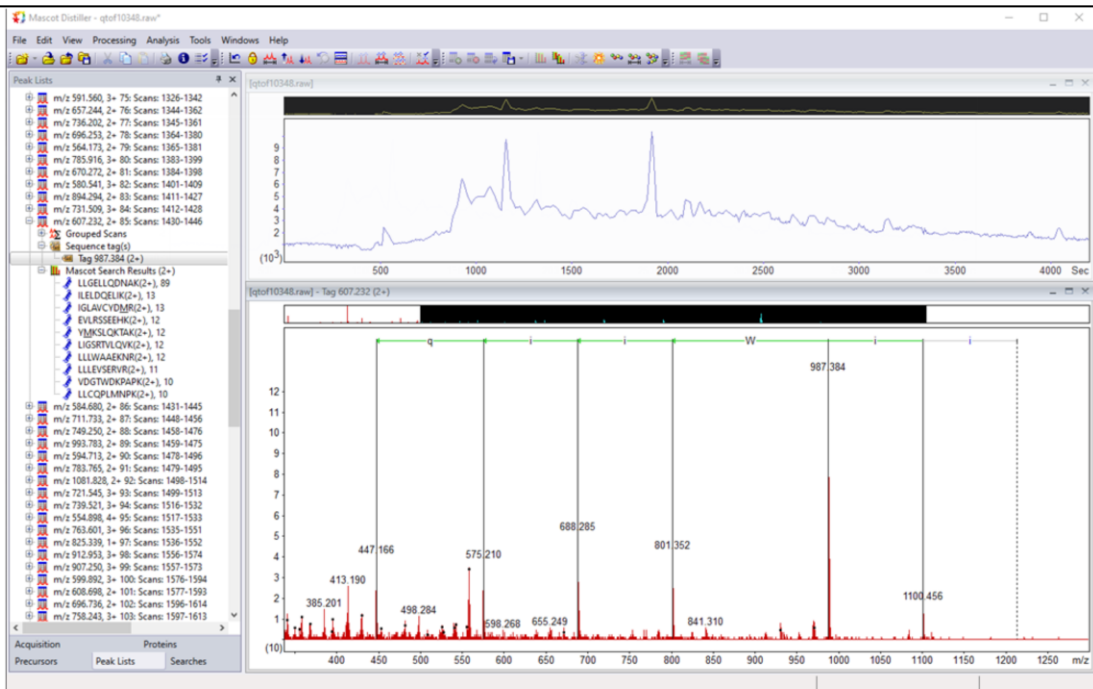 Mascot Distiller - qtof10348.raw*
File Edit View Processing Analysis Tools Windows Help
Peak Lists
m/z 591.560, 3+ 75: Scans: 1326-1342
m/z 657.244, 2+ 76: Scans: 1344-1362
m/z 736.202, 2+ 77: Scans: 1345-1361
m/z 696.253, 2+ 78: Scans: 1364-1380
m/z 564.173, 2+ 79: Scans: 1365-1381
m/z 785.916, 3+ 80: Scans: 1383-1399
m/z 670.272, 2+ 81: Scans: 1384-1398
m/z 580.541, 3+ 82: Scans: 1401-1409
m/z 894.294, 2+ 83: Scans: 1411-1427
m/z 731.509, 3+ 84: Scans: 1412-1428
m/z 607.232, 2+ 85: Scans: 1430-1446
Grouped Scans
Sequence tag(s)
Tag 987.384 (2+)
Mascot Search Results (2+)
LLGELLQDNAK(2+), 89
ILELDQELIK(2+), 13
IGLAVCYDMR(2+), 13
EVLRSSEEHK(2+), 12
YMKSLQKTAK(2+), 12
LIGSRTVLQVK(2+), 12
LLLWAAEKNR(2+), 12
LLLEVSERVR(2+), 11
VDGTWDKPAPK(2+), 10
LLCQPLMNPK(2+), 10
m/z 584.680, 2+ 86: Scans: 1431-1445
m/z 711.733, 2+ 87: Scans: 1448-1456
m/z 749.250, 2+ 88: Scans: 1458-1476
m/z 993.783, 2+ 89: Scans: 1459-1475
m/z 594.713, 2+ 90: Scans: 1478-1496
m/z 783.765, 2+ 91: Scans: 1479-1495
m/z 1081.828, 2+ 92: Scans: 1498-1514
m/z 721.545, 3+ 93: Scans: 1499-1513
m/z 739.521, 3+ 94: Scans: 1516-1532
m/z 554.898, 4+ 95: Scans: 1517-1533
m/z 763.601, 3+ 96: Scans: 1535-1551
m/z 825.339, 1+ 97: Scans: 1536-1552
m/z 912.953, 3+ 98: Scans: 1556-1574
m/z 907.250, 3+ 99: Scans: 1557-1573
m/z 599.892, 3+ 100: Scans: 1576-1594
m/z 608.698, 2+ 101: Scans: 1577-1593
m/z 696.736, 2+ 102: Scans: 1596-1614
m/z 758.243, 3+ 103: Scans: 1597-1613
Acquisition Proteins
Precursors Peak Lists Searches
[qtof10348.raw]
9
8
7
6
5
4
3
2
(10³)
500 1000 1500 2000 2500 3000 3500 4000 Sec
[qtof10348.raw] - Tag 607.232 (2+)
q i i W i i
987.384
12
11
10
9
8
7
6
5
4
3
2
1
(10)
688.285
447.166
575.210
801.352
413.190
1100.456
385.201
498.284
598.268
655.249
841.310
400 450 500 550 600 650 700 750 800 850 900 950 1000 1050 1100 1150 1200 1250 m/z